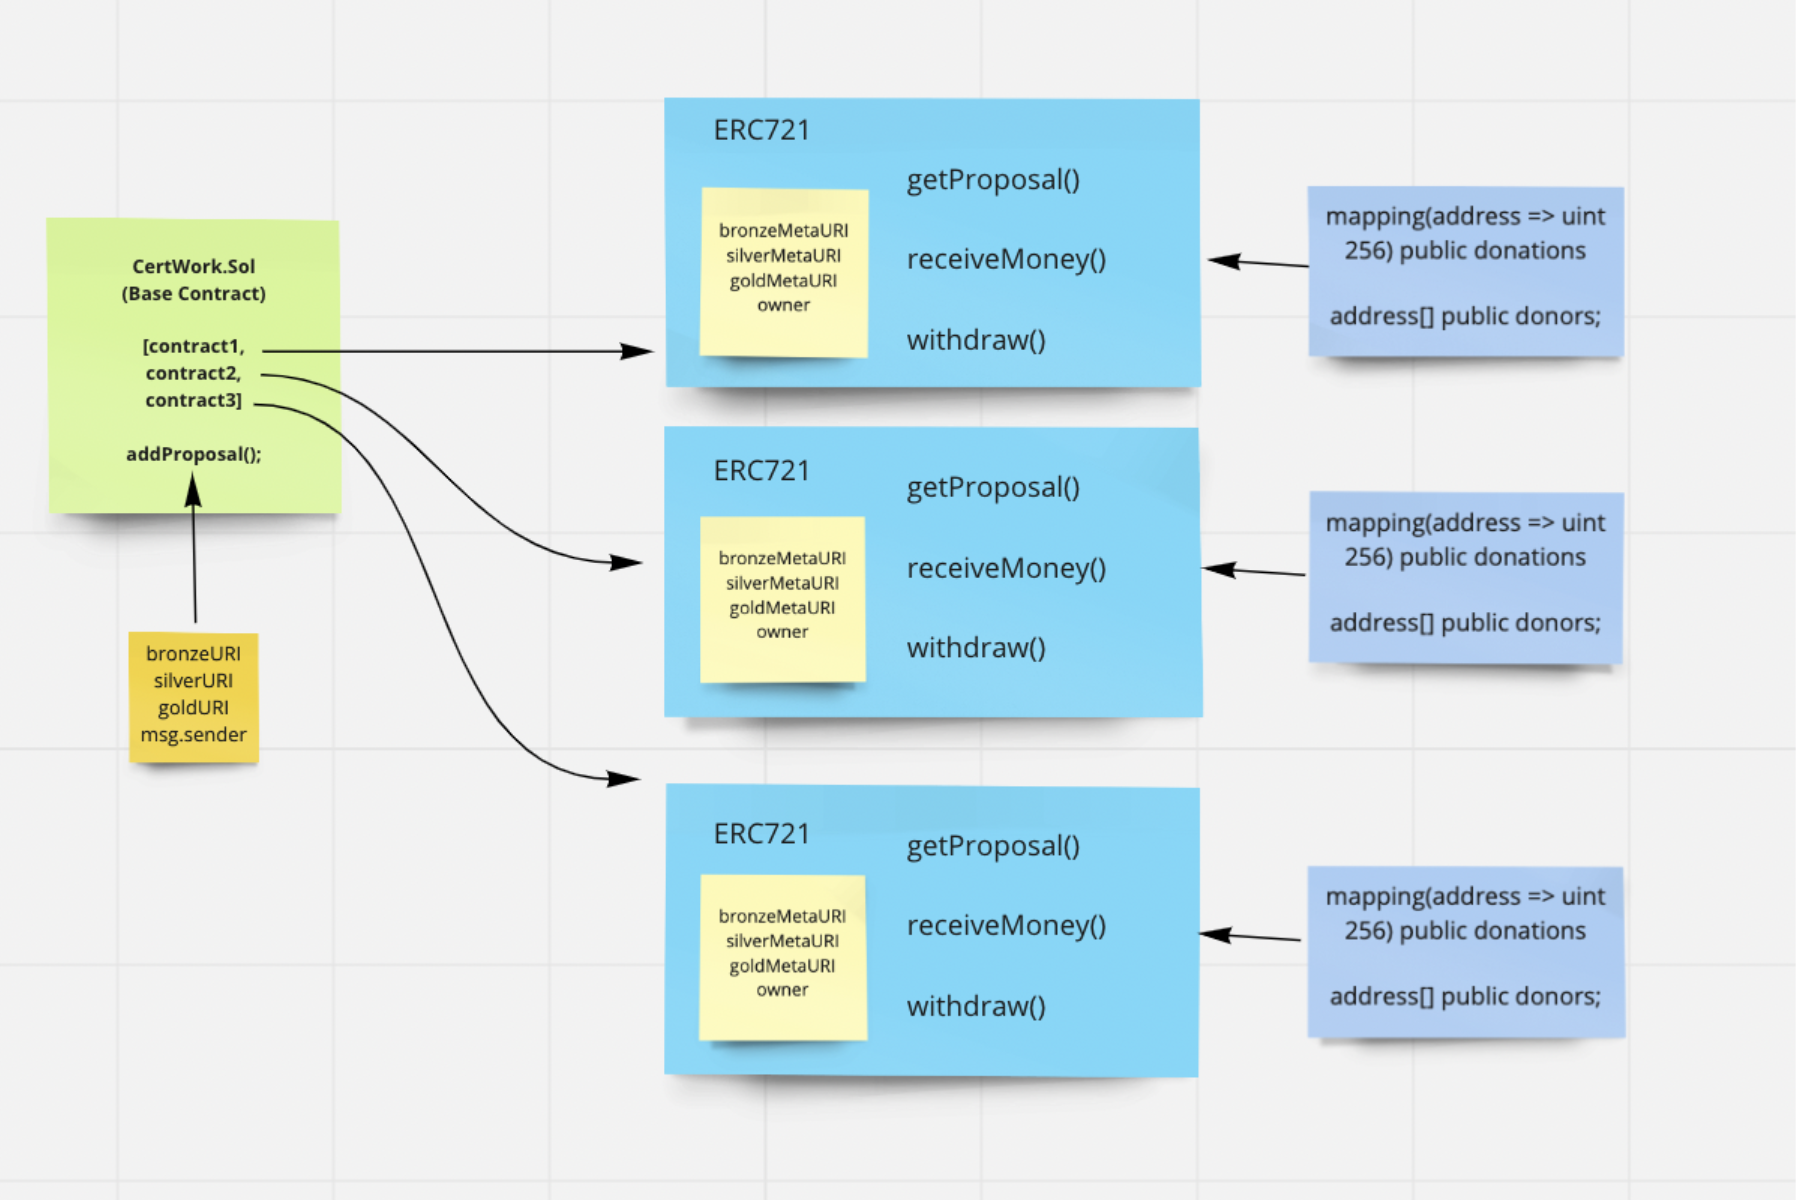 CertWork.Sol
(Base Contract)
[contract1,
contract2,
contract3]
addProposal();
bronzeURI
silverURI
goldURI
msg.sender
ERC721
bronzeMetaURI
silverMetaURI
goldMetaURI
owner
getProposal()
receiveMoney()
withdraw()
mapping(address => uint
256) public donations
address[] public donors;
ERC721
bronzeMetaURI
silverMetaURI
goldMetaURI
owner
getProposal()
receiveMoney()
withdraw()
mapping(address => uint
256) public donations
address[] public donors;
ERC721
bronzeMetaURI
silverMetaURI
goldMetaURI
owner
getProposal()
receiveMoney()
withdraw()
mapping(address => uint
256) public donations
address[] public donors;